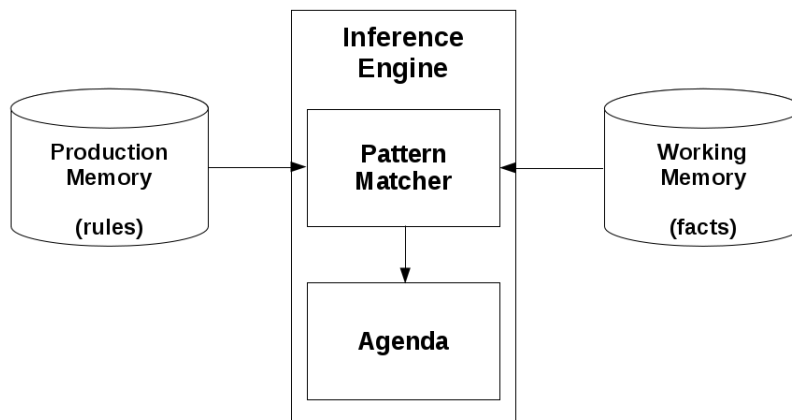 Inference
Engine
Production
Memory
(rules)
Pattern
Matcher
Working
Memory
(facts)
Agenda